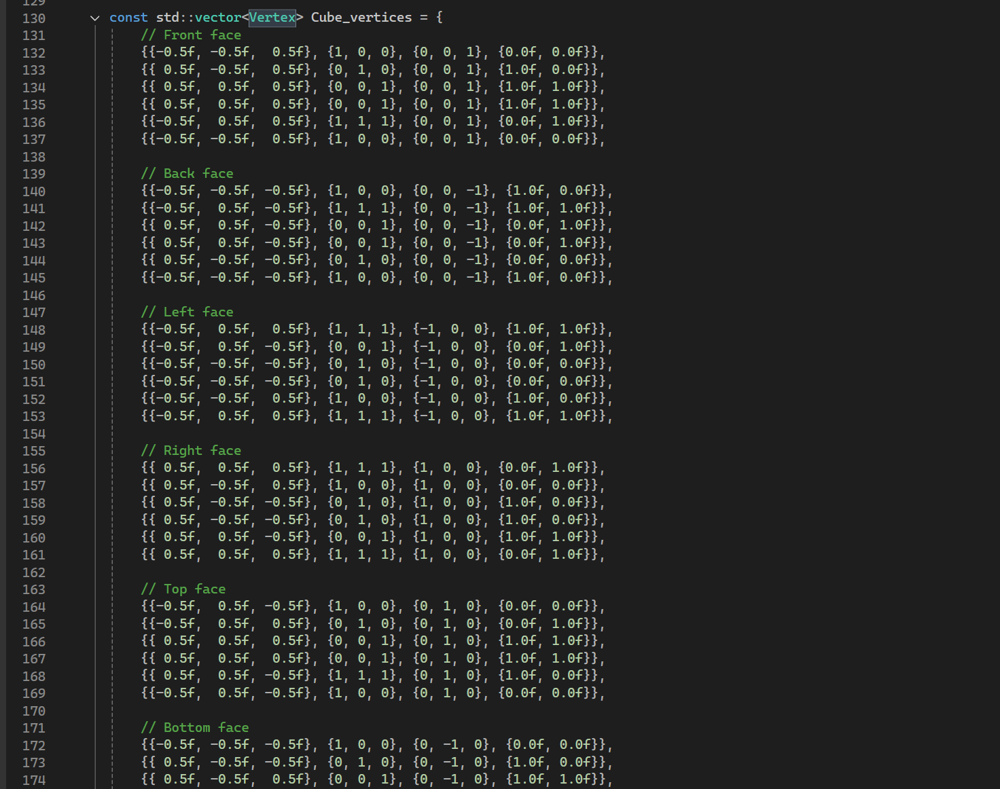 129
130 const std::vector<Vertex> Cube_vertices = {
131 // Front face
132 {{-0.5f, -0.5f,  0.5f}, {1, 0, 0}, {0, 0, 1}, {0.0f, 0.0f}},
133 {{ 0.5f, -0.5f,  0.5f}, {0, 1, 0}, {0, 0, 1}, {1.0f, 0.0f}},
134 {{ 0.5f,  0.5f,  0.5f}, {0, 0, 1}, {0, 0, 1}, {1.0f, 1.0f}},
135 {{ 0.5f,  0.5f,  0.5f}, {0, 0, 1}, {0, 0, 1}, {1.0f, 1.0f}},
136 {{-0.5f,  0.5f,  0.5f}, {1, 1, 1}, {0, 0, 1}, {0.0f, 1.0f}},
137 {{-0.5f, -0.5f,  0.5f}, {1, 0, 0}, {0, 0, 1}, {0.0f, 0.0f}},
138
139 // Back face
140 {{-0.5f, -0.5f, -0.5f}, {1, 0, 0}, {0, 0, -1}, {1.0f, 0.0f}},
141 {{-0.5f,  0.5f, -0.5f}, {1, 1, 1}, {0, 0, -1}, {1.0f, 1.0f}},
142 {{ 0.5f,  0.5f, -0.5f}, {0, 0, 1}, {0, 0, -1}, {0.0f, 1.0f}},
143 {{ 0.5f,  0.5f, -0.5f}, {0, 0, 1}, {0, 0, -1}, {0.0f, 1.0f}},
144 {{ 0.5f, -0.5f, -0.5f}, {0, 1, 0}, {0, 0, -1}, {0.0f, 0.0f}},
145 {{-0.5f, -0.5f, -0.5f}, {1, 0, 0}, {0, 0, -1}, {1.0f, 0.0f}},
146
147 // Left face
148 {{-0.5f,  0.5f,  0.5f}, {1, 1, 1}, {-1, 0, 0}, {1.0f, 1.0f}},
149 {{-0.5f,  0.5f, -0.5f}, {0, 0, 1}, {-1, 0, 0}, {0.0f, 1.0f}},
150 {{-0.5f, -0.5f, -0.5f}, {0, 1, 0}, {-1, 0, 0}, {0.0f, 0.0f}},
151 {{-0.5f, -0.5f, -0.5f}, {0, 1, 0}, {-1, 0, 0}, {0.0f, 0.0f}},
152 {{-0.5f, -0.5f,  0.5f}, {1, 0, 0}, {-1, 0, 0}, {1.0f, 0.0f}},
153 {{-0.5f,  0.5f,  0.5f}, {1, 1, 1}, {-1, 0, 0}, {1.0f, 1.0f}},
154
155 // Right face
156 {{ 0.5f,  0.5f,  0.5f}, {1, 1, 1}, {1, 0, 0}, {0.0f, 1.0f}},
157 {{ 0.5f, -0.5f,  0.5f}, {1, 0, 0}, {1, 0, 0}, {0.0f, 0.0f}},
158 {{ 0.5f, -0.5f, -0.5f}, {0, 1, 0}, {1, 0, 0}, {1.0f, 0.0f}},
159 {{ 0.5f, -0.5f, -0.5f}, {0, 1, 0}, {1, 0, 0}, {1.0f, 0.0f}},
160 {{ 0.5f,  0.5f, -0.5f}, {0, 0, 1}, {1, 0, 0}, {1.0f, 1.0f}},
161 {{ 0.5f,  0.5f,  0.5f}, {1, 1, 1}, {1, 0, 0}, {0.0f, 1.0f}},
162
163 // Top face
164 {{-0.5f,  0.5f, -0.5f}, {1, 0, 0}, {0, 1, 0}, {0.0f, 0.0f}},
165 {{-0.5f,  0.5f,  0.5f}, {0, 1, 0}, {0, 1, 0}, {0.0f, 1.0f}},
166 {{ 0.5f,  0.5f,  0.5f}, {0, 0, 1}, {0, 1, 0}, {1.0f, 1.0f}},
167 {{ 0.5f,  0.5f,  0.5f}, {0, 0, 1}, {0, 1, 0}, {1.0f, 1.0f}},
168 {{ 0.5f,  0.5f, -0.5f}, {1, 1, 1}, {0, 1, 0}, {1.0f, 0.0f}},
169 {{-0.5f,  0.5f, -0.5f}, {1, 0, 0}, {0, 1, 0}, {0.0f, 0.0f}},
170
171 // Bottom face
172 {{-0.5f, -0.5f, -0.5f}, {1, 0, 0}, {0, -1, 0}, {0.0f, 0.0f}},
173 {{ 0.5f, -0.5f, -0.5f}, {0, 1, 0}, {0, -1, 0}, {1.0f, 0.0f}},
174 {{ 0.5f, -0.5f,  0.5f}, {0, 0, 1}, {0, -1, 0}, {1.0f, 1.0f}},